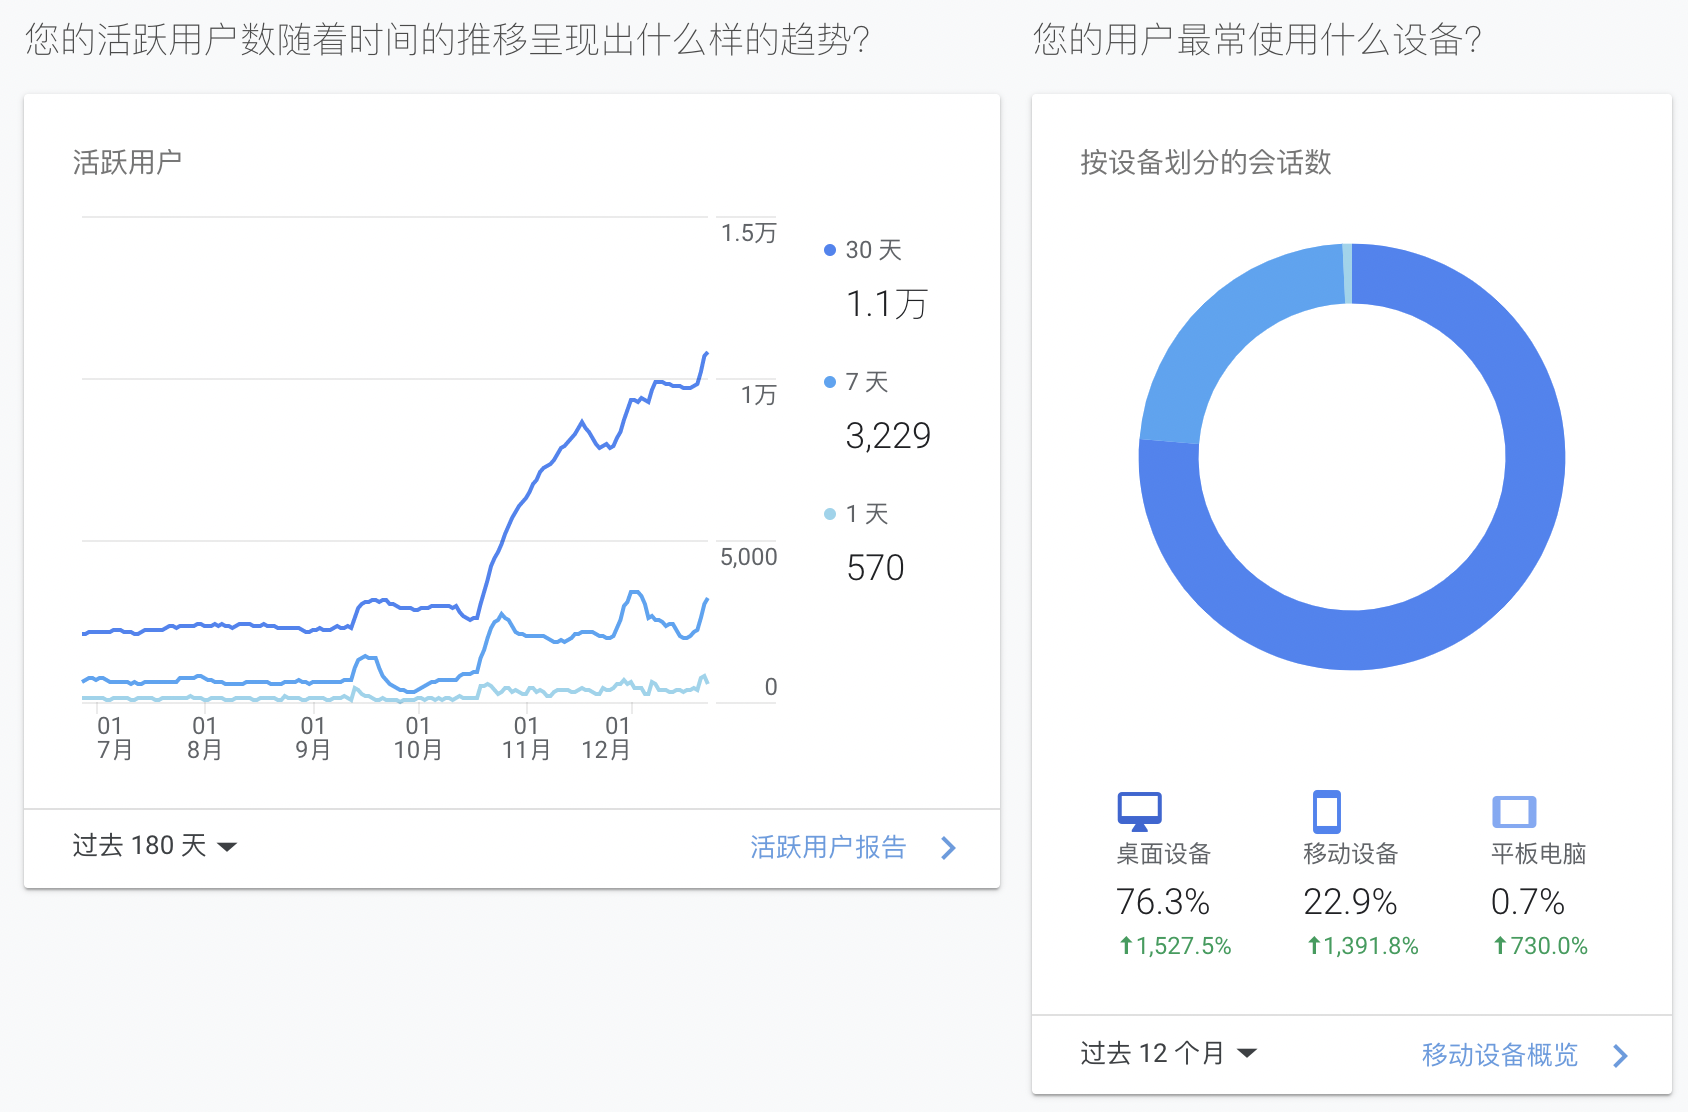 您的活跃用户数随着时间的推移呈现出什么样的趋势?
活跃用户
1.5万
1万
5,000
0
01 01 01 01 01 01
7月 8月 9月 10月 11月 12月
30 天
1.1万
7 天
3,229
1 天
570
过去 180 天
活跃用户报告
您的用户最常使用什么设备?
按设备划分的会话数
桌面设备 移动设备 平板电脑
76.3% 22.9% 0.7%
1,527.5% 1,391.8% 730.0%
过去 12 个月
移动设备概览